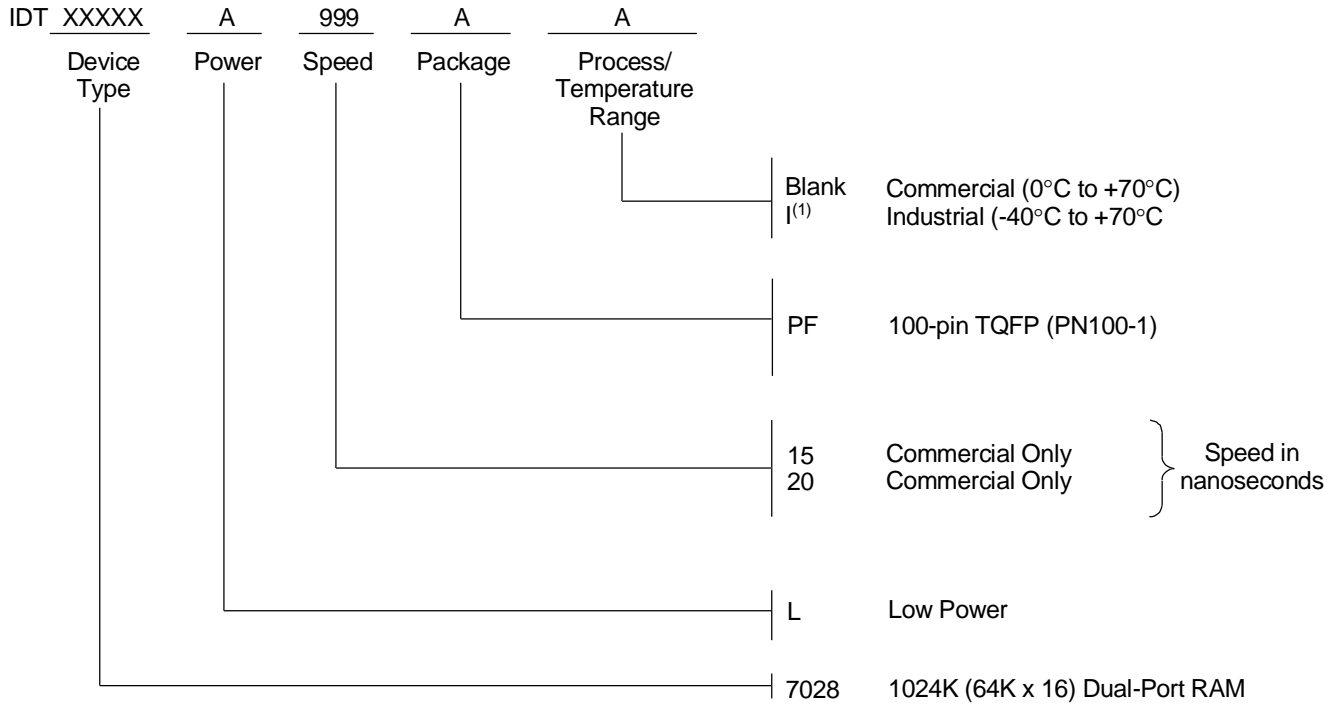 IDT XXXXX A 999 A A
Device Type
Power
Speed
Package
Process/
Temperature
Range
Blank Commercial (0°C to +70°C)
I(1) Industrial (-40°C to +70°C
PF 100-pin TQFP (PN100-1)
15 Commercial Only
20 Commercial Only
Speed in
nanoseconds
L Low Power
7028 1024K (64K x 16) Dual-Port RAM